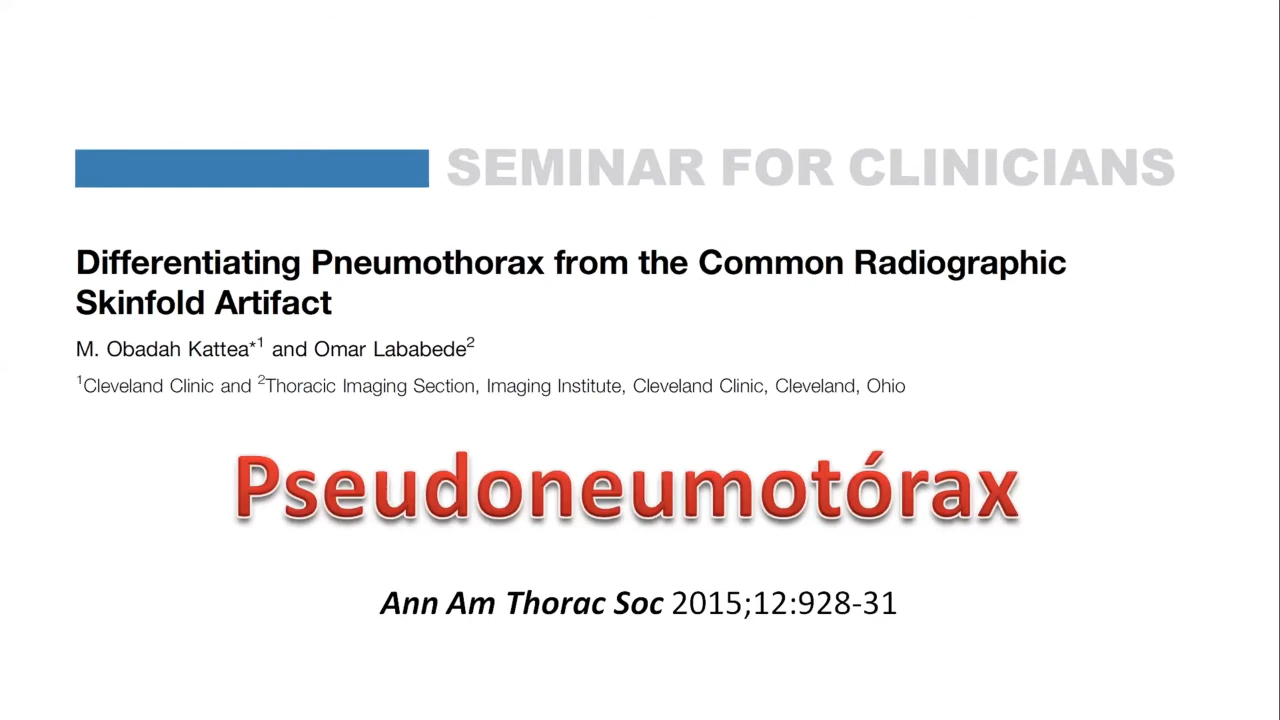 SEMINAR FOR CLINICIANS
Differentiating Pneumothorax from the Common Radiographic
Skinfold Artifact
M. Obadah Kattea*1 and Omar Lababede2
1Cleveland Clinic and 2Thoracic Imaging Section, Imaging Institute, Cleveland Clinic, Cleveland, Ohio
Pseudoneumotórax
Ann Am Thorac Soc 2015;12:928-31